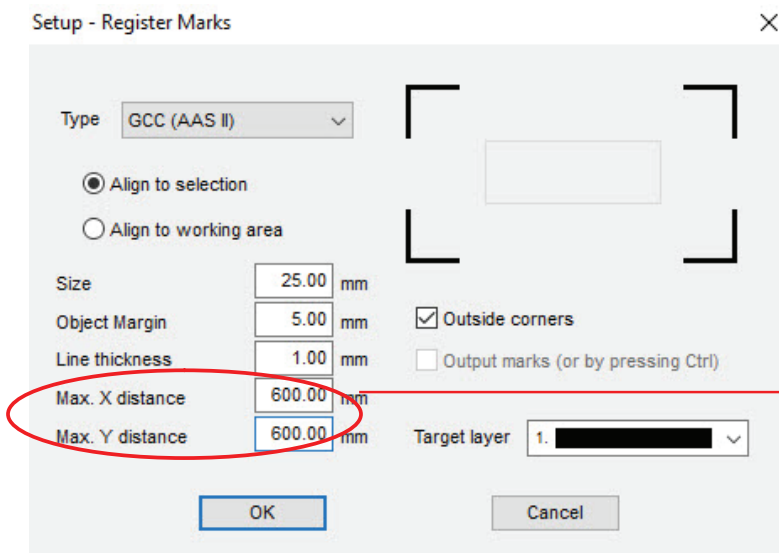 Setup - Register Marks
Type GCC (AAS II)
Align to selection
Align to working area
Size 25.00 mm
Object Margin 5.00 mm
Line thickness 1.00 mm
Max. X distance 600.00 mm
Max. Y distance 600.00 mm
Outside corners
Output marks (or by pressing Ctrl)
Target layer 1.
OK
Cancel